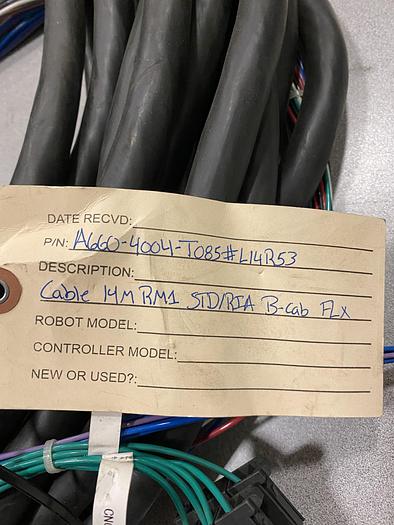 DATE RECVD:
P/N: A660-4004-T085#L14R53
DESCRIPTION:
Cable 14M RM1 STD/RIA B-cab FLX
ROBOT MODEL:
CONTROLLER MODEL:
NEW OR USED?: